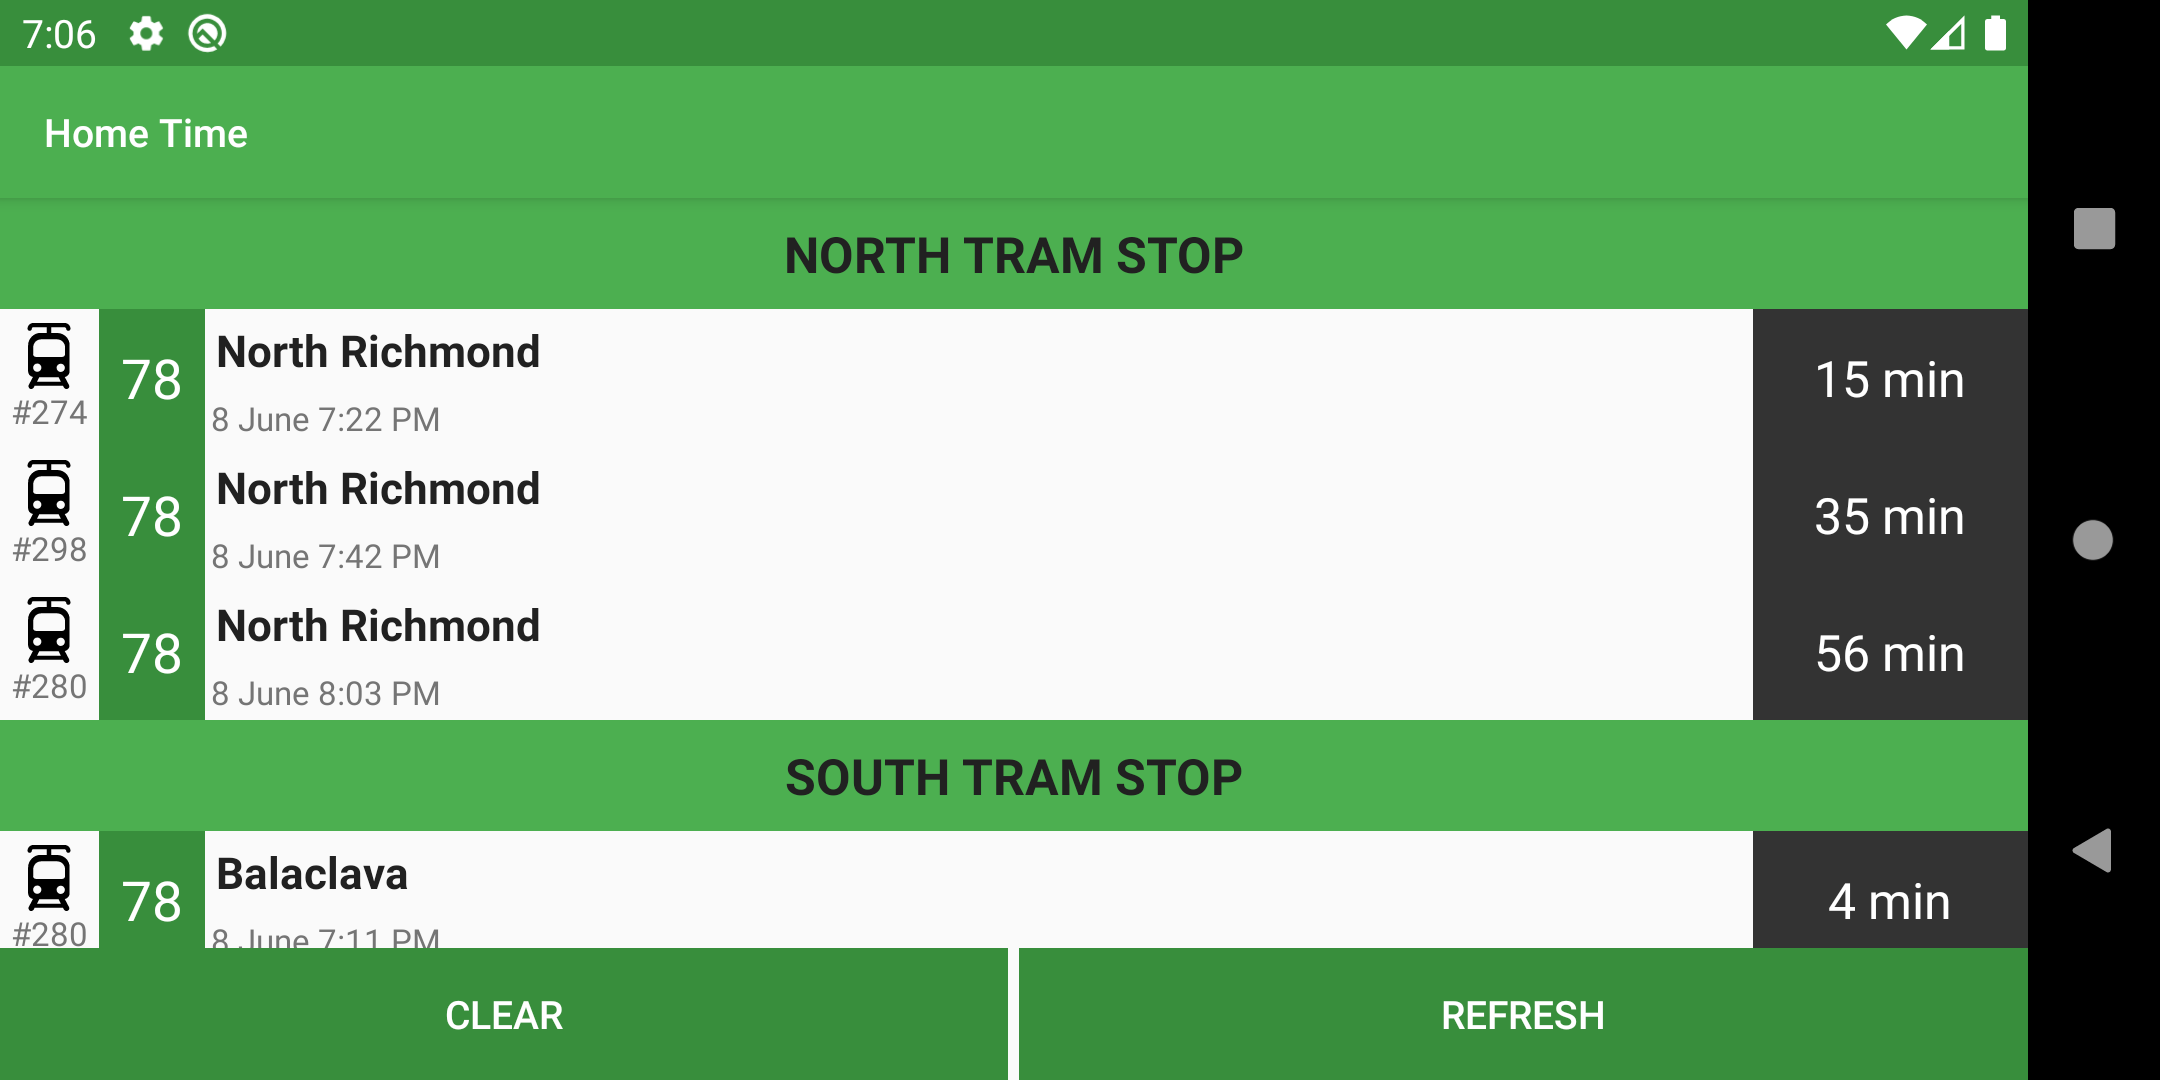 7:06
Home Time
NORTH TRAM STOP
North Richmond
78
15 min
#274
8 June 7:22 PM
North Richmond
78
35 min
#298
8 June 7:42 PM
North Richmond
78
56 min
#280
8 June 8:03 PM
SOUTH TRAM STOP
Balaclava
78
4 min
#280
8 June 7:11 PM
CLEAR
REFRESH